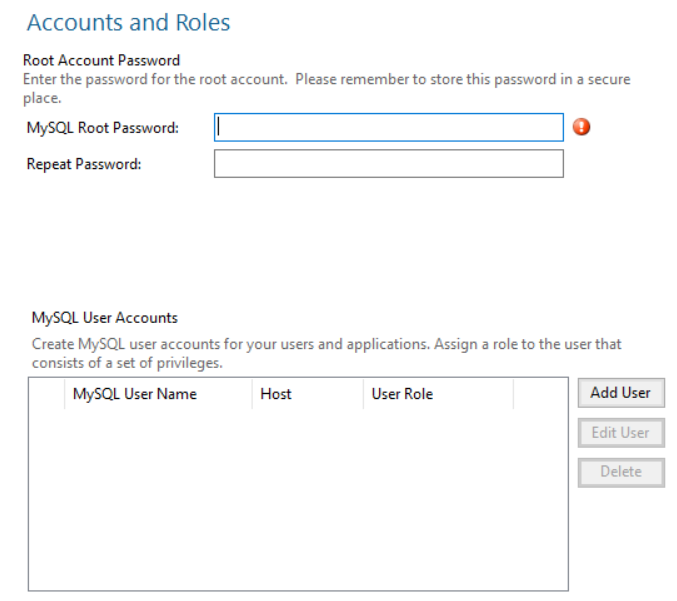 Accounts and Roles
Root Account Password
Enter the password for the root account.  Please remember to store this password in a secure
place.
MySQL Root Password:
Repeat Password:
MySQL User Accounts
Create MySQL user accounts for your users and applications. Assign a role to the user that
consists of a set of privileges.
MySQL User Name Host User Role
Add User
Edit User
Delete